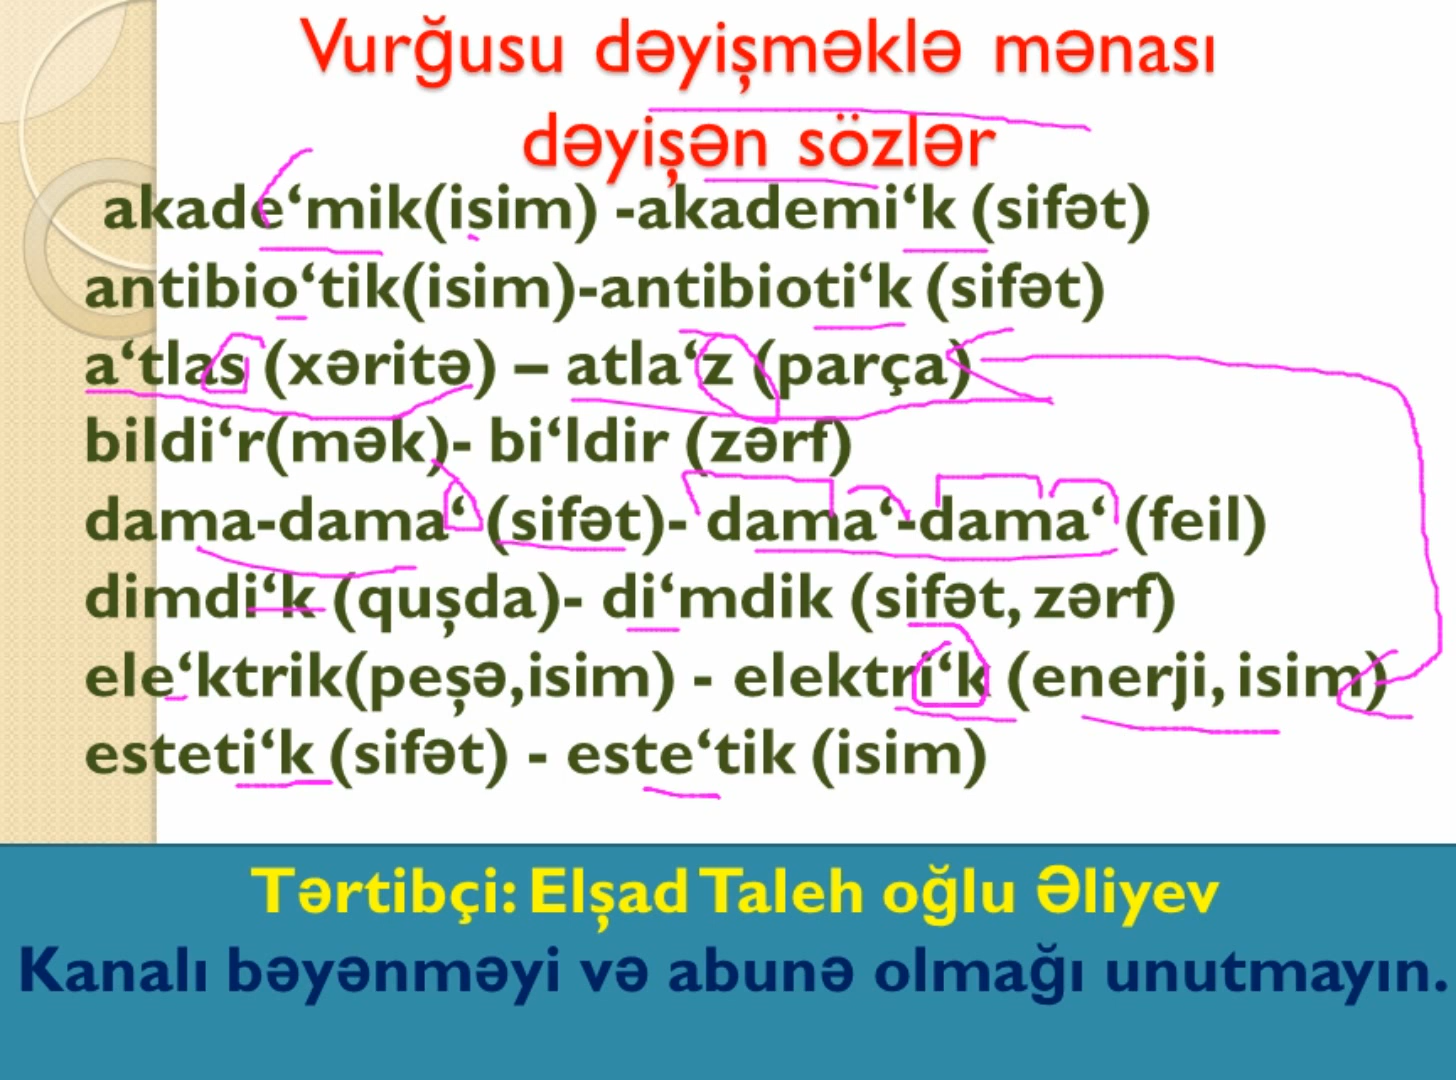 Vurğusu dəyişməklə mənası
dəyişən sözlər
akade‘mik(isim) -akademi‘k (sifət)
antibio‘tik(isim)-antibioti‘k (sifət)
a‘tlas (xəritə) – atla‘z (parça)
bildi‘r(mək)- bi‘ldir (zərf)
dama-dama‘ (sifət)- dama‘-dama‘ (feil)
dimdi‘k (quşda)- di‘mdik (sifət, zərf)
ele‘ktrik(peşə,isim) - elektri‘k (enerji, isim)
esteti‘k (sifət) - este‘tik (isim)
Tərtibçi: Elşad Taleh oğlu Əliyev
Kanalı bəyənməyi və abunə olmağı unutmayın.